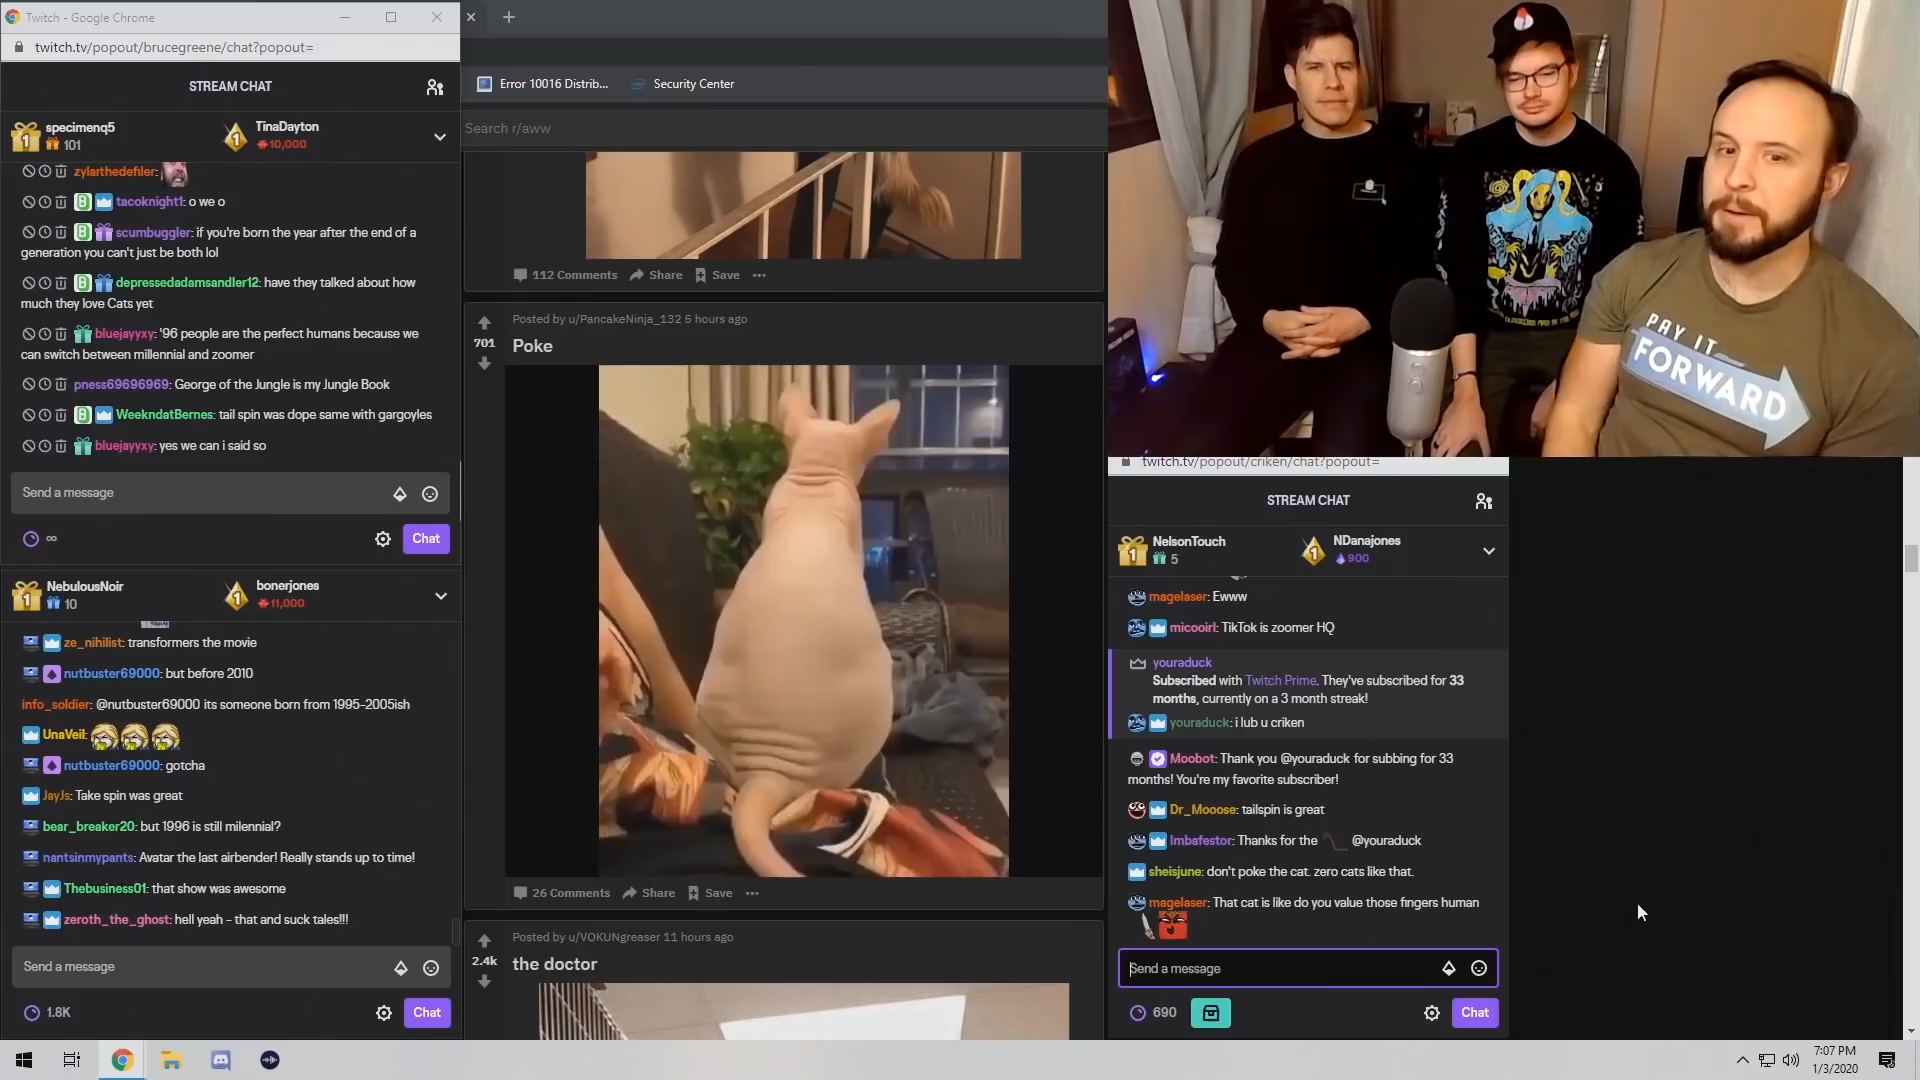 Twitch - Google Chrome
twitch.tv/popout/brucegreene/chat?popout=
STREAM CHAT
specimenq5
101
TinaDayton
10,000
zylarthedefiler:
tacoknight1: o we o
scumbuggler: if you're born the year after the end of a
generation you can't just be both lol
depressedadamsandler12: have they talked about how
much they love Cats yet
bluejayyxy: '96 people are the perfect humans because we
can switch between millennial and zoomer
pness69696969: George of the Jungle is my Jungle Book
WeekndatBernes: tail spin was dope same with gargoyles
bluejayyxy: yes we can i said so
Send a message
∞
Chat
NebulousNoir
10
bonerjones
11,000
ze_nihilist: transformers the movie
nutbuster69000: but before 2010
info_soldier: @nutbuster69000 its someone born from 1995-2005ish
UnaVeil:
nutbuster69000: gotcha
JayJs: Take spin was great
bear_breaker20: but 1996 is still milennial?
nantsinmypants: Avatar the last airbender! Really stands up to time!
Thebusiness01: that show was awesome
zeroth_the_ghost: hell yeah - that and suck tales!!!
Send a message
1.8K
Chat
Error 10016 Distrib...
Security Center
Search r/aww
112 Comments Share Save
Posted by u/PancakeNinja_132 5 hours ago
701
Poke
26 Comments Share Save
Posted by u/VOKUNgreaser 11 hours ago
2.4k
the doctor
PAY IT
FORWARD
twitch.tv/popout/criken/chat?popout=
STREAM CHAT
NelsonTouch
5
NDanajones
900
magelaser: Ewww
micooirl: TikTok is zoomer HQ
youraduck
Subscribed with Twitch Prime. They've subscribed for 33
months, currently on a 3 month streak!
youraduck: i lub u criken
Moobot: Thank you @youraduck for subbing for 33
months! You're my favorite subscriber!
Dr_Mooose: tailspin is great
Imbafestor: Thanks for the @youraduck
sheisjune: don't poke the cat. zero cats like that.
magelaser: That cat is like do you value those fingers human
Send a message
690
Chat
7:07 PM
1/3/2020